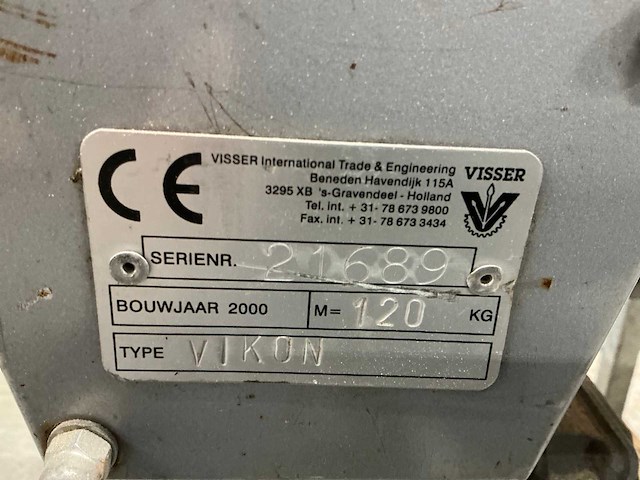 CE
VISSER International Trade & Engineering
Beneden Havendijk 115A
3295 XB 's-Gravendeel - Holland
Tel. int. + 31- 78 673 9800
Fax. int. + 31- 78 673 3434
VISSER
V
SERIENR. 21689
BOUWJAAR 2000 M= 120 KG
TYPE VIKON